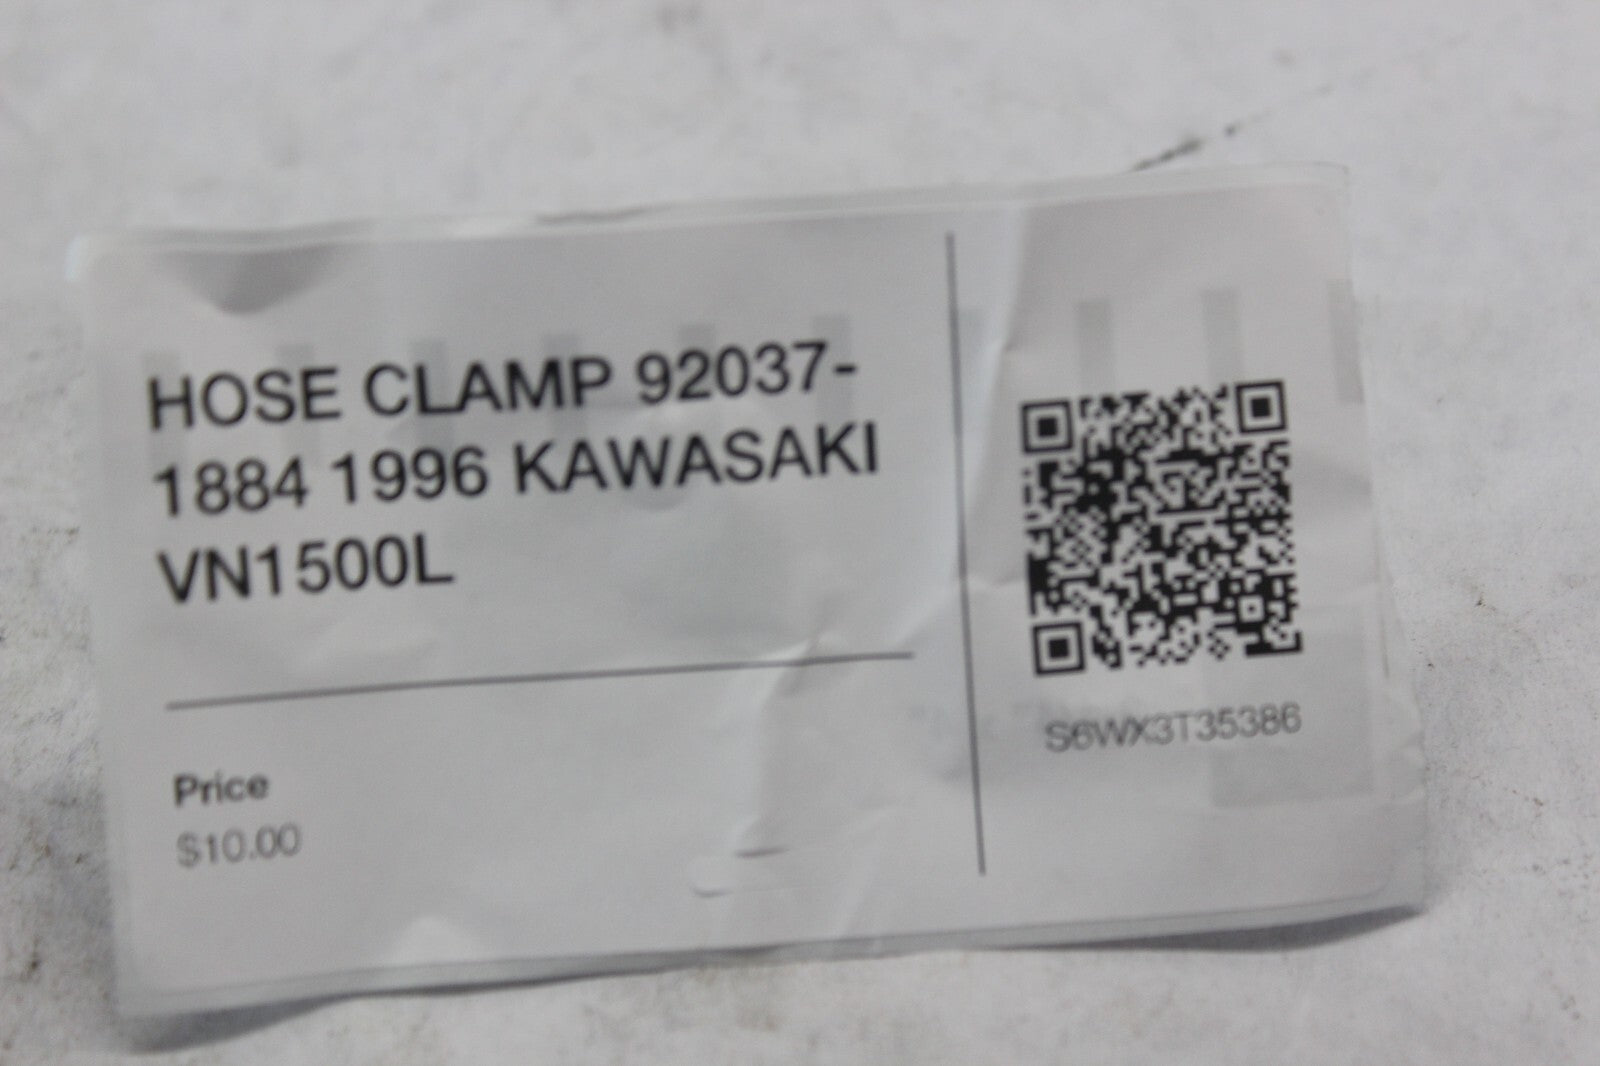 HOSE CLAMP 92037-
1884 1996 KAWASAKI
VN1500L
Price
$10.00
S6WX3T35386